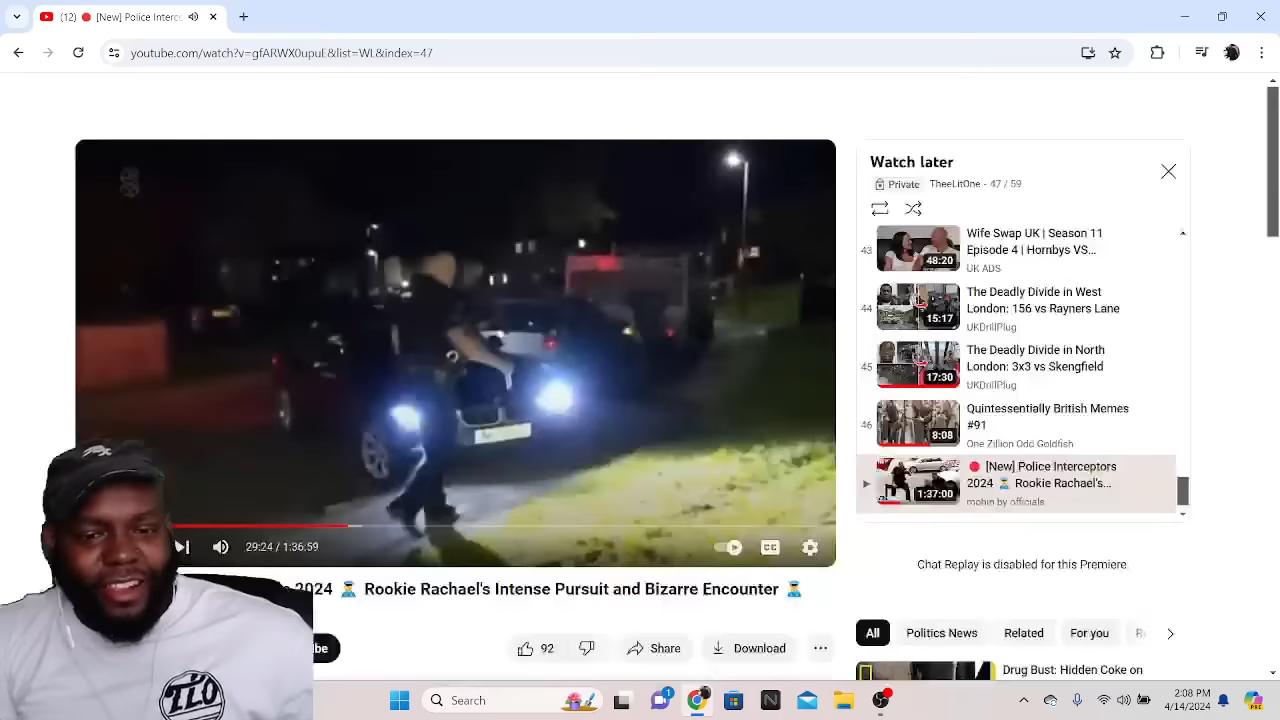 (12) 🔴 [New] Police Interc
youtube.com/watch?v=gfARWX0upuE&list=WL&index=47
Watch later
Private TheeLitOne - 47 / 59
43
48:20
Wife Swap UK | Season 11
Episode 4 | Hornbys VS...
UK ADS
44
15:17
The Deadly Divide in West
London: 156 vs Rayners Lane
UKDrillPlug
45
17:30
The Deadly Divide in North
London: 3x3 vs Skengfield
UKDrillPlug
46
8:08
Quintessentially British Memes
#91
One Zillion Odd Goldfish
1:37:00
🔴 [New] Police Interceptors
2024 👮 Rookie Rachael's...
mohin by officials
29:24 / 1:36:59
CC
Chat Replay is disabled for this Premiere.
2024 👮 Rookie Rachael's Intense Pursuit and Bizarre Encounter 👮
be
92
Share
Download
All
Politics News
Related
For you
Drug Bust: Hidden Coke on
TLO
Search
1
2:08 PM
4/14/2024
PRE